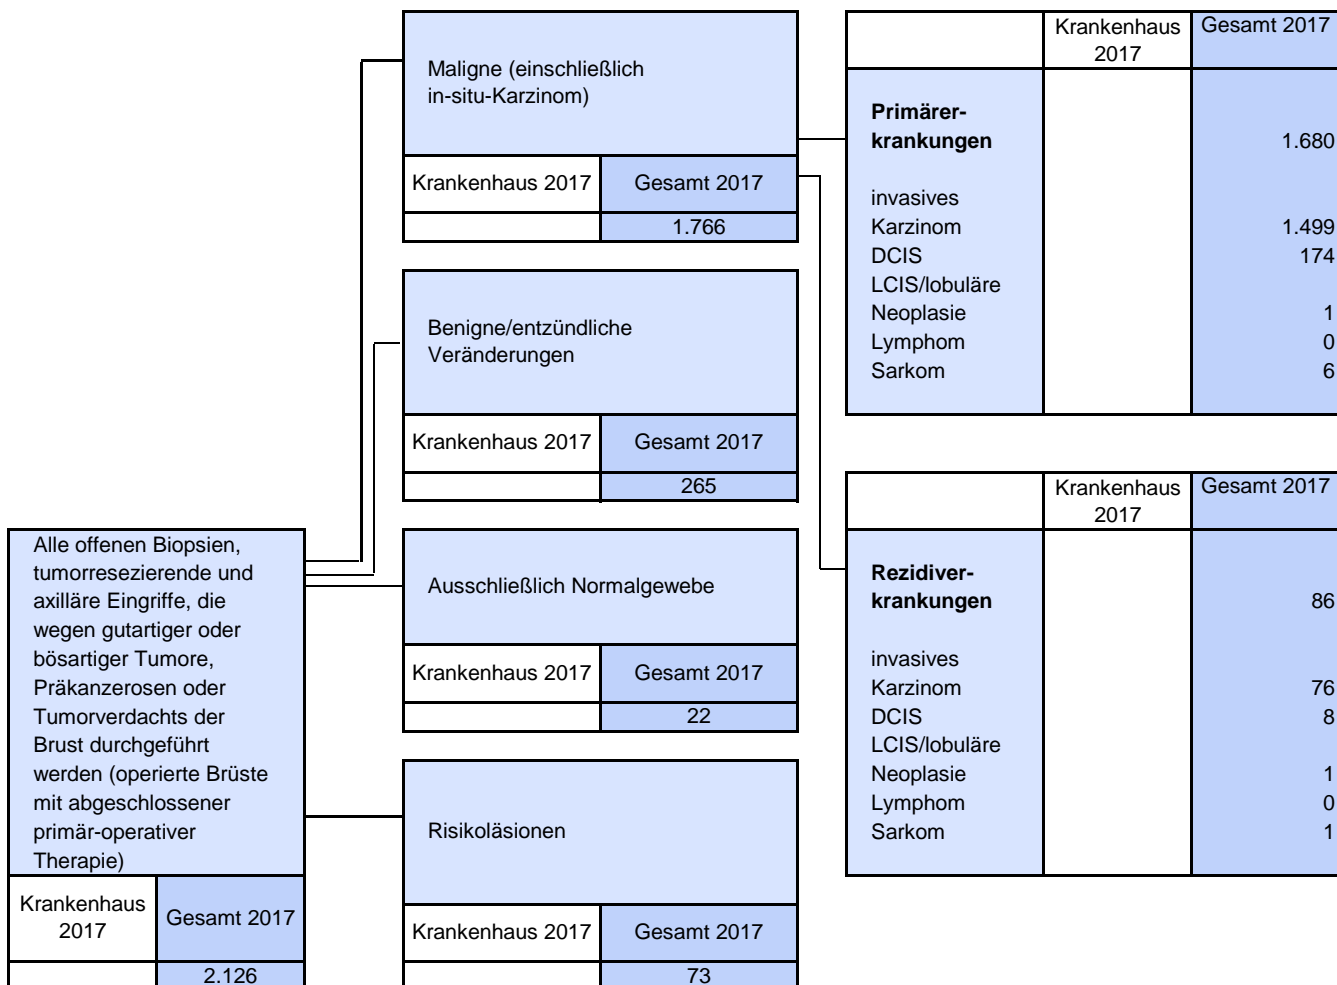 Maligne (einschließlich
in-situ-Karzinom)
Krankenhaus 2017 Gesamt 2017
1.766
Benigne/entzündliche
Veränderungen
Krankenhaus 2017 Gesamt 2017
265
Ausschließlich Normalgewebe
Krankenhaus 2017 Gesamt 2017
22
Risikoläsionen
Krankenhaus 2017 Gesamt 2017
73
Alle offenen Biopsien,
tumorresezierende und
axilläre Eingriffe, die
wegen gutartiger oder
bösartiger Tumore,
Präkanzerosen oder
Tumorverdachts der
Brust durchgeführt
werden (operierte Brüste
mit abgeschlossener
primär-operativer
Therapie)
Krankenhaus
2017
Gesamt 2017
2.126
Krankenhaus
2017
Gesamt 2017
Primärer-
krankungen 1.680
invasives
Karzinom 1.499
DCIS 174
LCIS/lobuläre
Neoplasie 1
Lymphom 0
Sarkom 6
Krankenhaus
2017
Gesamt 2017
Rezidiver-
krankungen 86
invasives
Karzinom 76
DCIS 8
LCIS/lobuläre
Neoplasie 1
Lymphom 0
Sarkom 1